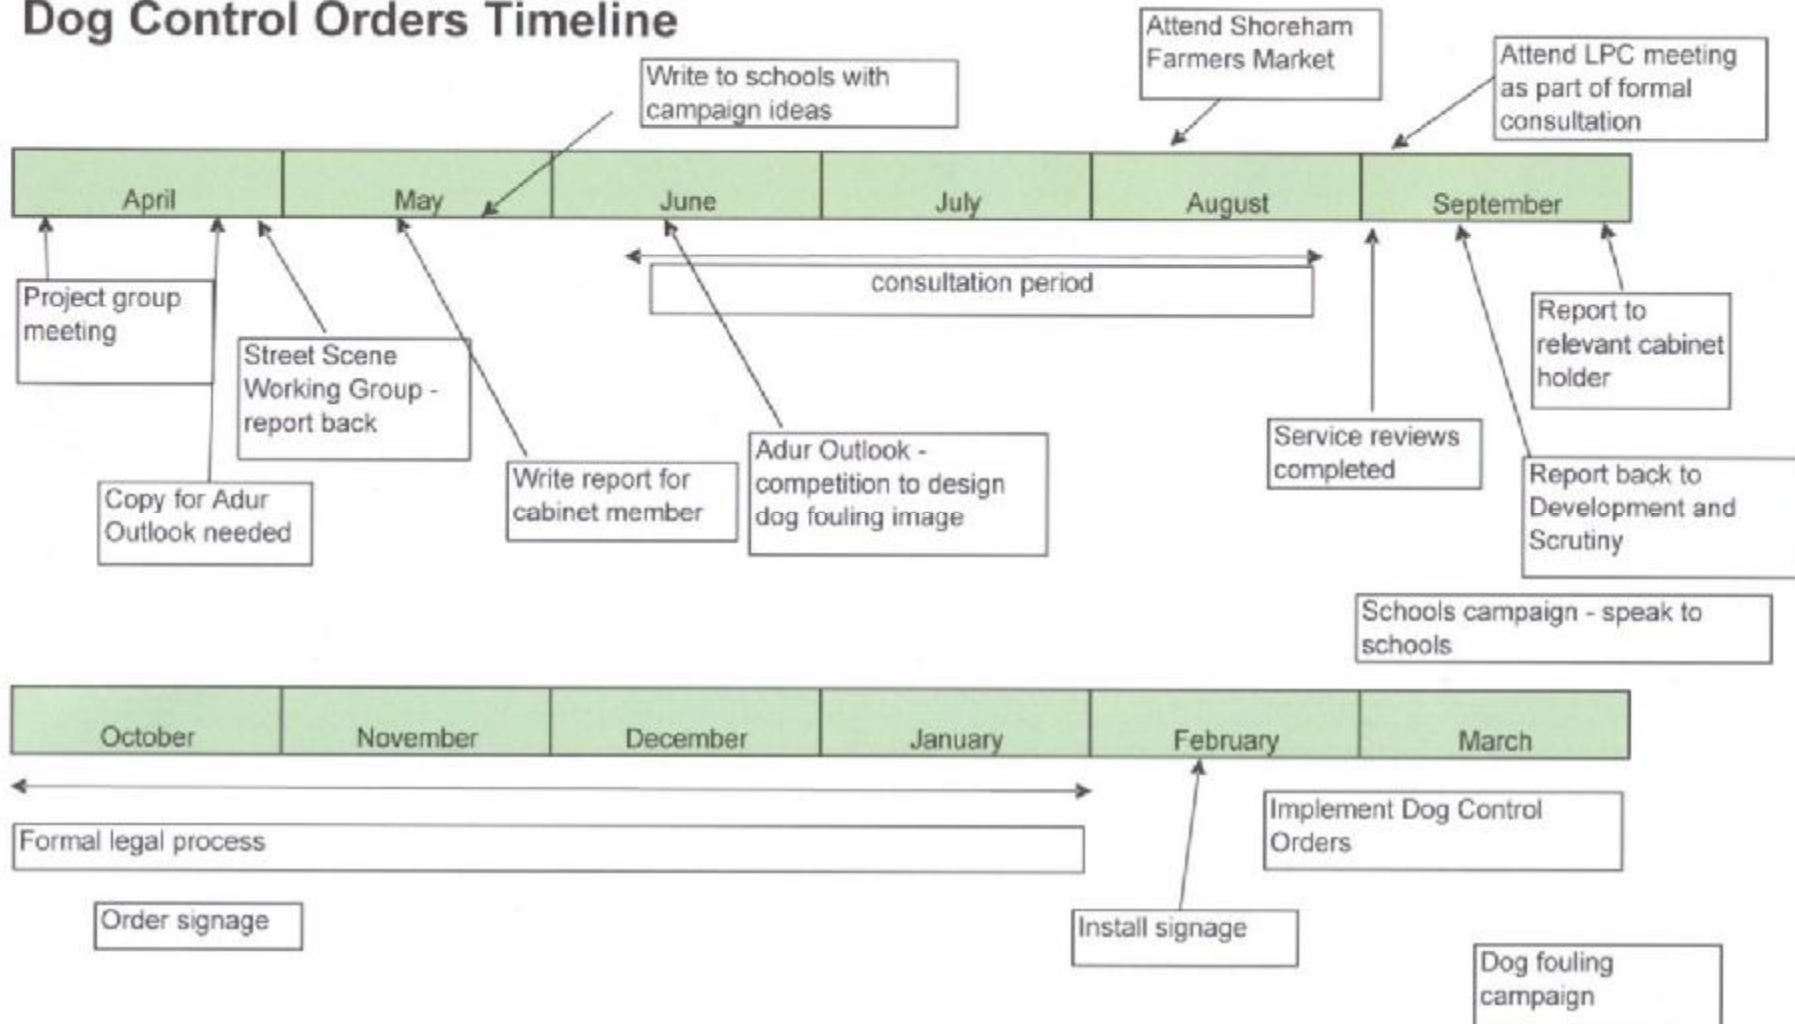 Dog Control Orders Timeline
Write to schools with
campaign ideas
Attend Shoreham
Farmers Market
Attend LPC meeting
as part of formal
consultation
April
May
June
July
August
September
Project group
meeting
consultation period
Report to
relevant cabinet
holder
Street Scene
Working Group -
report back
Copy for Adur
Outlook needed
Write report for
cabinet member
Adur Outlook -
competition to design
dog fouling image
Service reviews
completed
Report back to
Development and
Scrutiny
Schools campaign - speak to
schools
October
November
December
January
February
March
Formal legal process
Implement Dog Control
Orders
Order signage
Install signage
Dog fouling
campaign